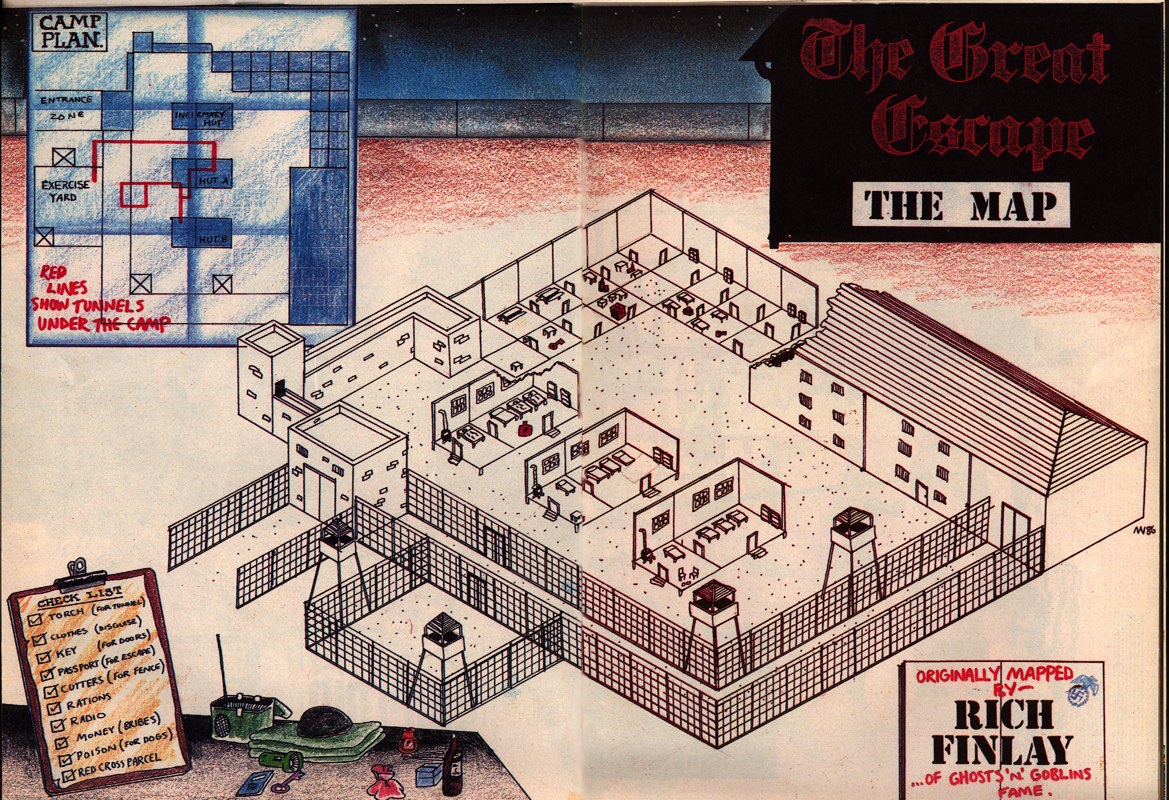 CAMP
PLAN.
ENTRANCE
ZONE
INFIRMARY
HUT
EXERCISE
YARD
HUT A
HUT B
RED
LINES
SHOW TUNNELS
UNDER THE CAMP
The Great
Escape
THE MAP
CHECK LIST
TORCH (FOR TUNNEL)
CLOTHES (DISGUISE)
KEY (FOR DOORS)
PASSPORT (FOR ESCAPE)
CUTTERS (FOR FENCE)
RATIONS
RADIO
MONEY (BRIBES)
POISON (FOR DOGS)
RED CROSS PARCEL
ORIGINALLY MAPPED
BY—
RICH
FINLAY
...OF GHOSTS 'N' GOBLINS
FAME.